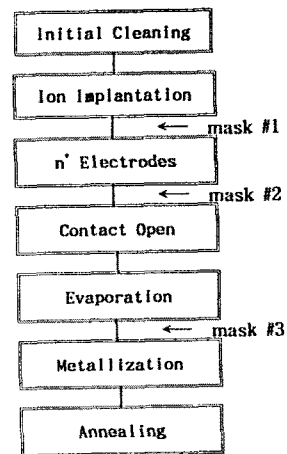 Initial Cleaning
Ion Implantation
← mask #1
n⁺ Electrodes
← mask #2
Contact Open
Evaporation
← mask #3
Metallization
Annealing